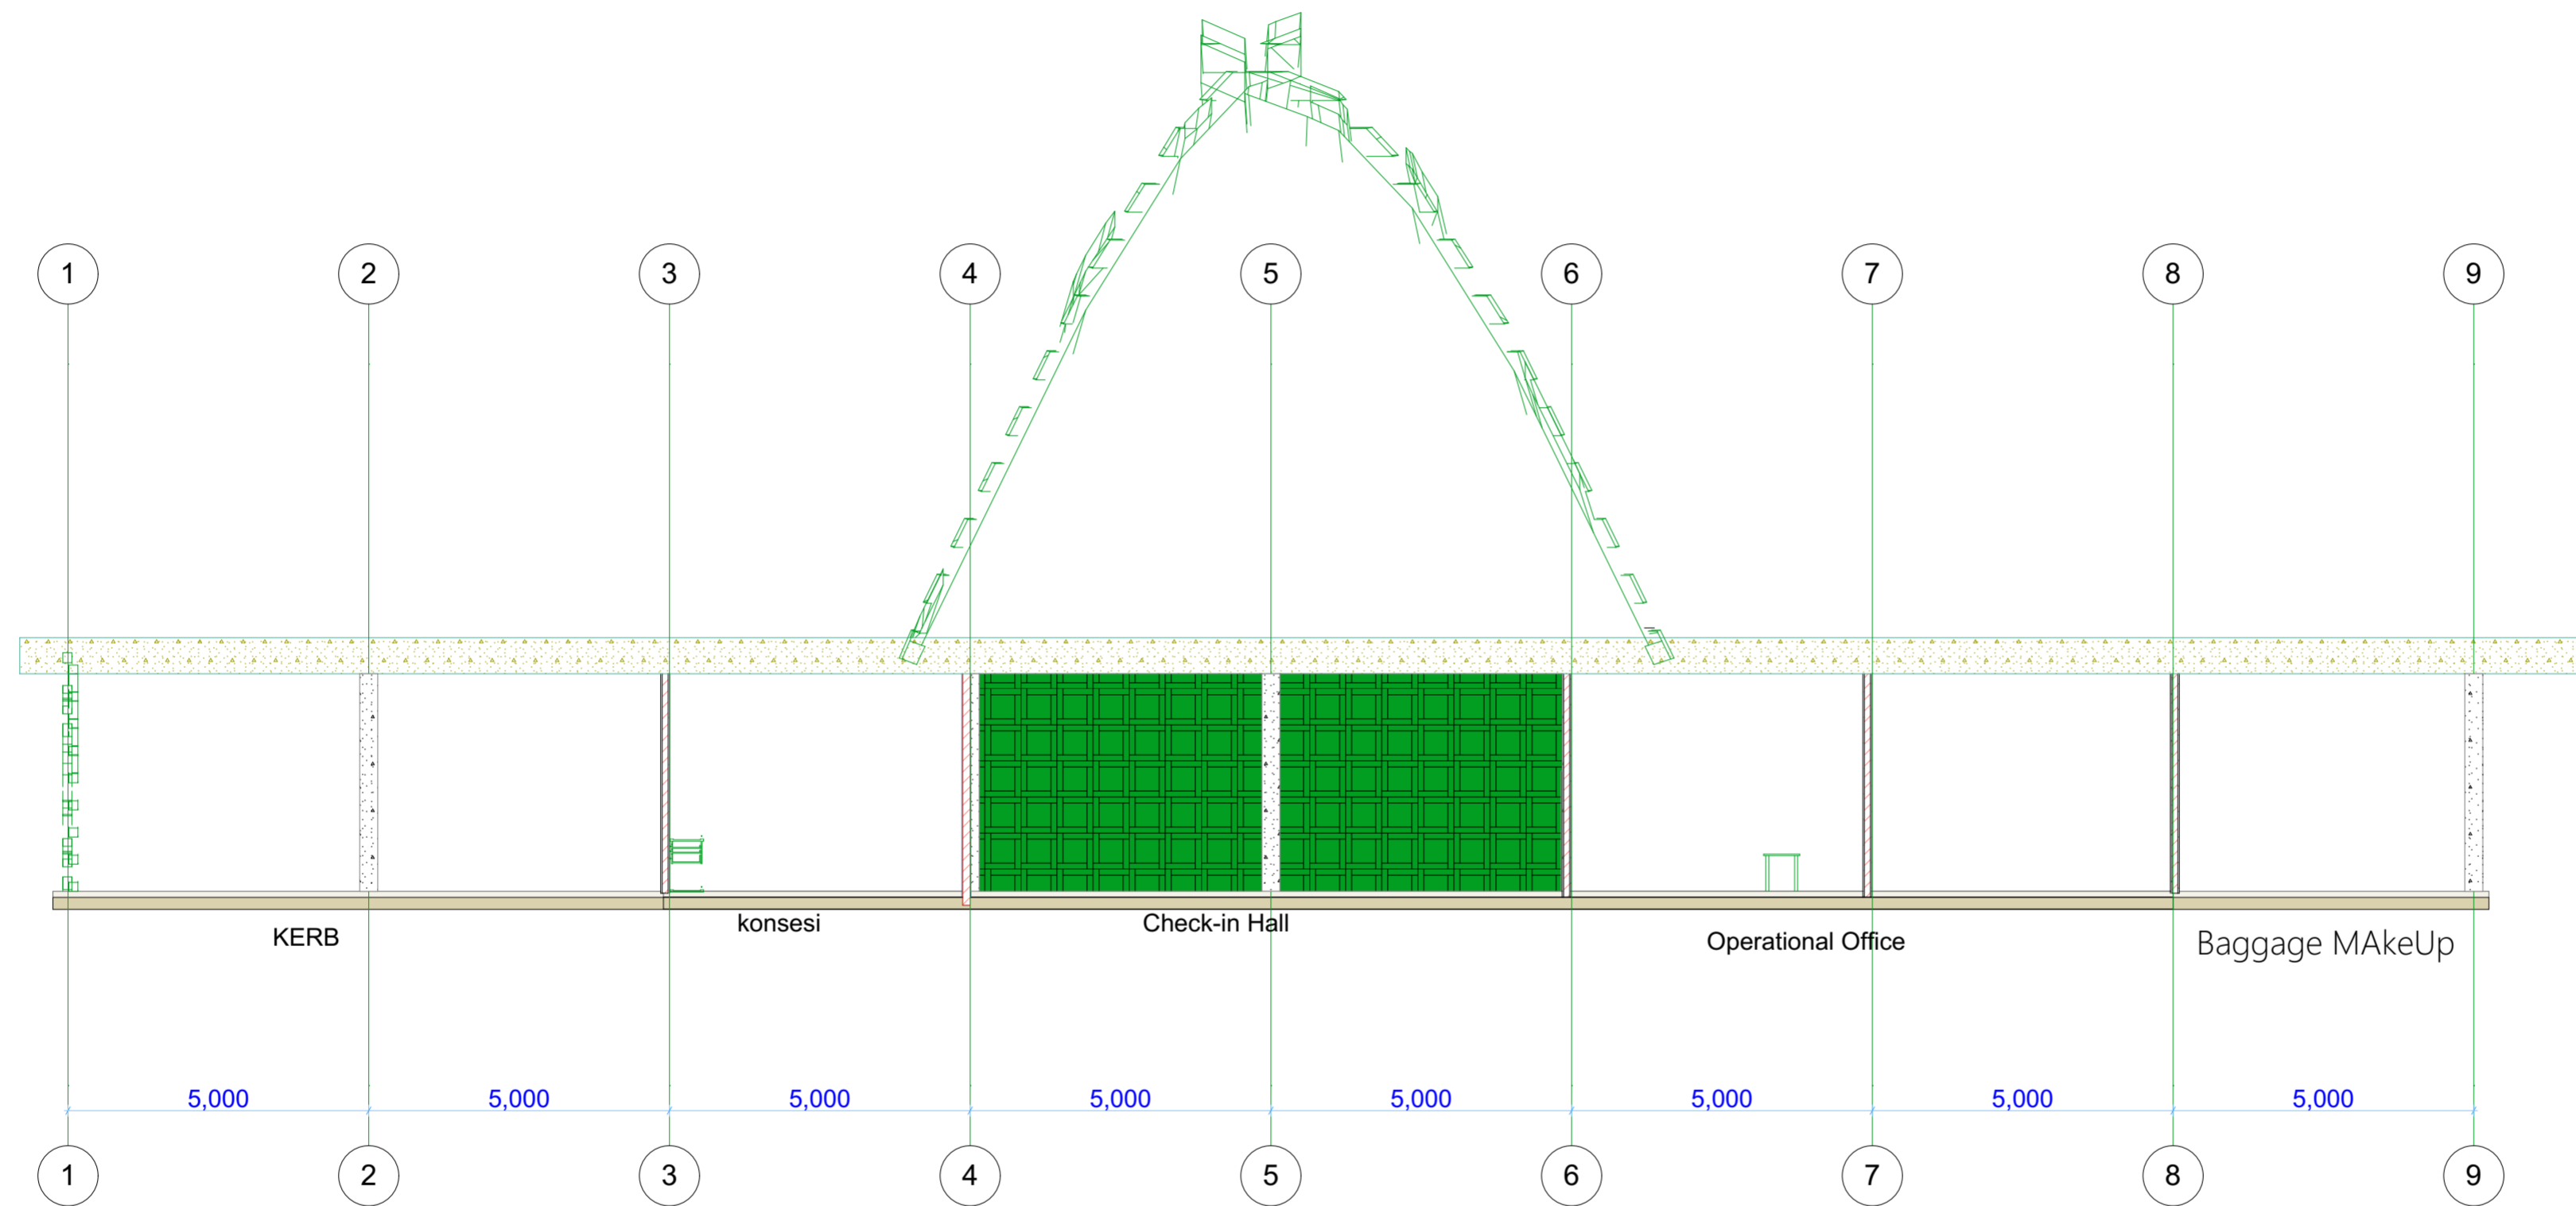 1 2 3 4 5 6 7 8 9
KERB konsesi Check-in Hall Operational Office Baggage MAkeUp
5,000 5,000 5,000 5,000 5,000 5,000 5,000 5,000
1 2 3 4 5 6 7 8 9